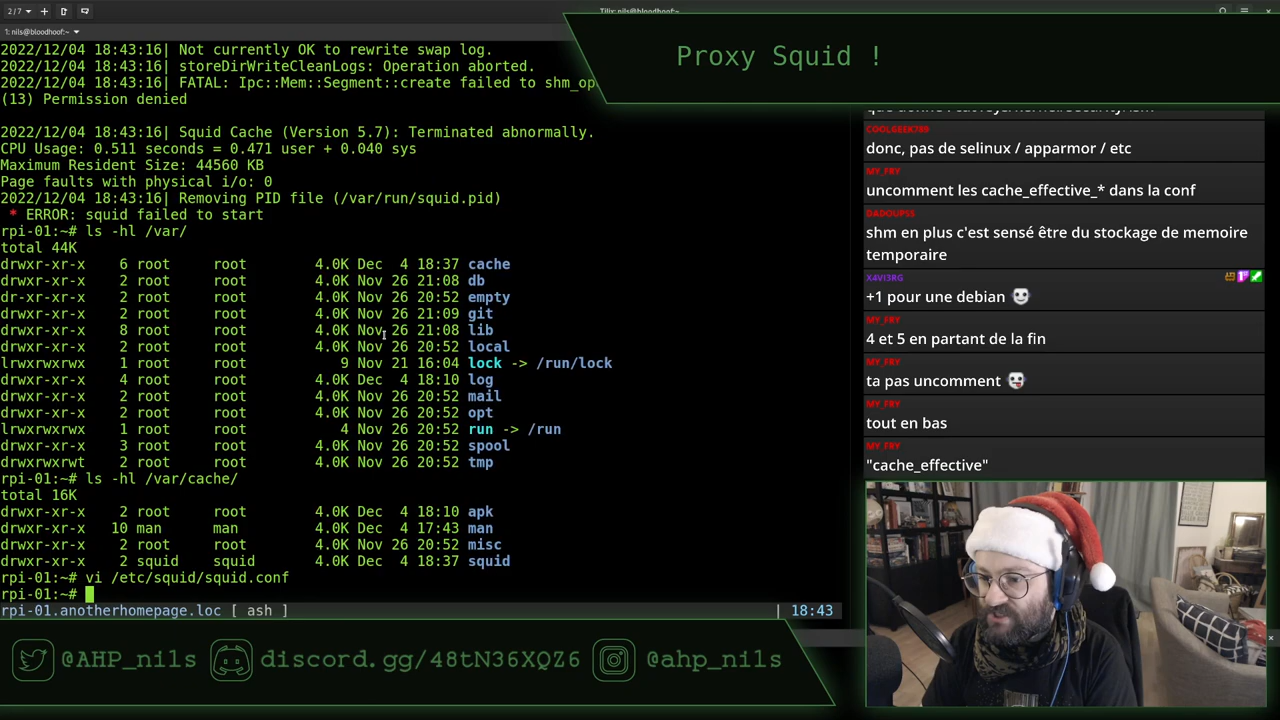 2/7
Tilix: nils@bloodhoof:~
1: nils@bloodhoof:~
Proxy Squid !
2022/12/04 18:43:16| Not currently OK to rewrite swap log.
2022/12/04 18:43:16| storeDirWriteCleanLogs: Operation aborted.
2022/12/04 18:43:16| FATAL: Ipc::Mem::Segment::create failed to shm_op
(13) Permission denied
2022/12/04 18:43:16| Squid Cache (Version 5.7): Terminated abnormally.
CPU Usage: 0.511 seconds = 0.471 user + 0.040 sys
Maximum Resident Size: 44560 KB
Page faults with physical i/o: 0
2022/12/04 18:43:16| Removing PID file (/var/run/squid.pid)
* ERROR: squid failed to start
rpi-01:~# ls -hl /var/
total 44K
drwxr-xr-x 6 root root 4.0K Dec 4 18:37 cache
drwxr-xr-x 2 root root 4.0K Nov 26 21:08 db
dr-xr-xr-x 2 root root 4.0K Nov 26 20:52 empty
drwxr-xr-x 2 root root 4.0K Nov 26 21:09 git
drwxr-xr-x 8 root root 4.0K Nov 26 21:08 lib
drwxr-xr-x 2 root root 4.0K Nov 26 20:52 local
lrwxrwxrwx 1 root root 9 Nov 21 16:04 lock -> /run/lock
drwxr-xr-x 4 root root 4.0K Dec 4 18:10 log
drwxr-xr-x 2 root root 4.0K Nov 26 20:52 mail
drwxr-xr-x 2 root root 4.0K Nov 26 20:52 opt
lrwxrwxrwx 1 root root 4 Nov 26 20:52 run -> /run
drwxr-xr-x 3 root root 4.0K Nov 26 20:52 spool
drwxrwxrwt 2 root root 4.0K Nov 26 20:52 tmp
rpi-01:~# ls -hl /var/cache/
total 16K
drwxr-xr-x 2 root root 4.0K Dec 4 18:10 apk
drwxr-xr-x 10 man man 4.0K Dec 4 17:43 man
drwxr-xr-x 2 root root 4.0K Nov 26 20:52 misc
drwxr-xr-x 2 squid squid 4.0K Dec 4 18:37 squid
rpi-01:~# vi /etc/squid/squid.conf
rpi-01:~#
rpi-01.anotherhomepage.loc [ ash ] | 18:43
COOLGEEK789
donc, pas de selinux / apparmor / etc
MY_FRY
uncomment les cache_effective_* dans la conf
DADOUPSS
shm en plus c'est sensé être du stockage de memoire
temporaire
X4VI3RG
+1 pour une debian
MY_FRY
4 et 5 en partant de la fin
MY_FRY
ta pas uncomment
MY_FRY
tout en bas
MY_FRY
"cache_effective"
@AHP_nils
discord.gg/48tN36XQZ6
@ahp_nils